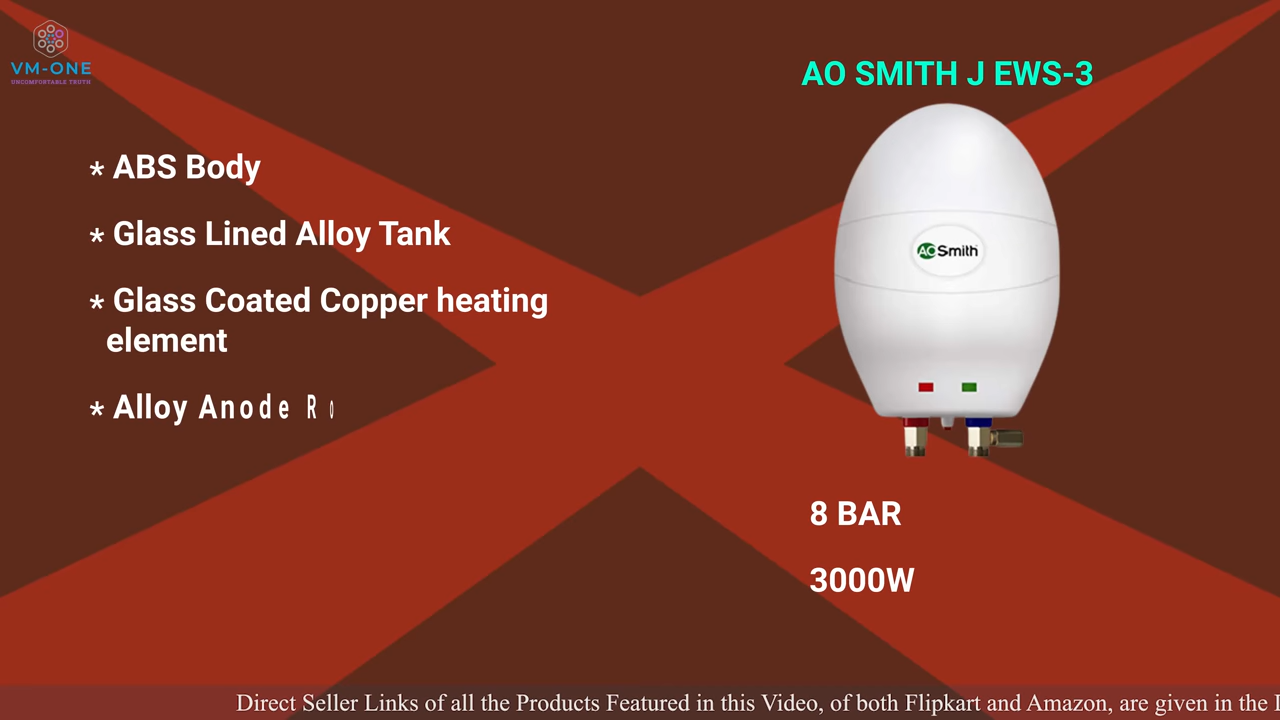 VM-ONE
UNCOMFORTABLE TRUTH
AO SMITH J EWS-3
* ABS Body
* Glass Lined Alloy Tank
* Glass Coated Copper heating
element
* Alloy Anode R o
AO Smith
8 BAR
3000W
Direct Seller Links of all the Products Featured in this Video, of both Flipkart and Amazon, are given in the